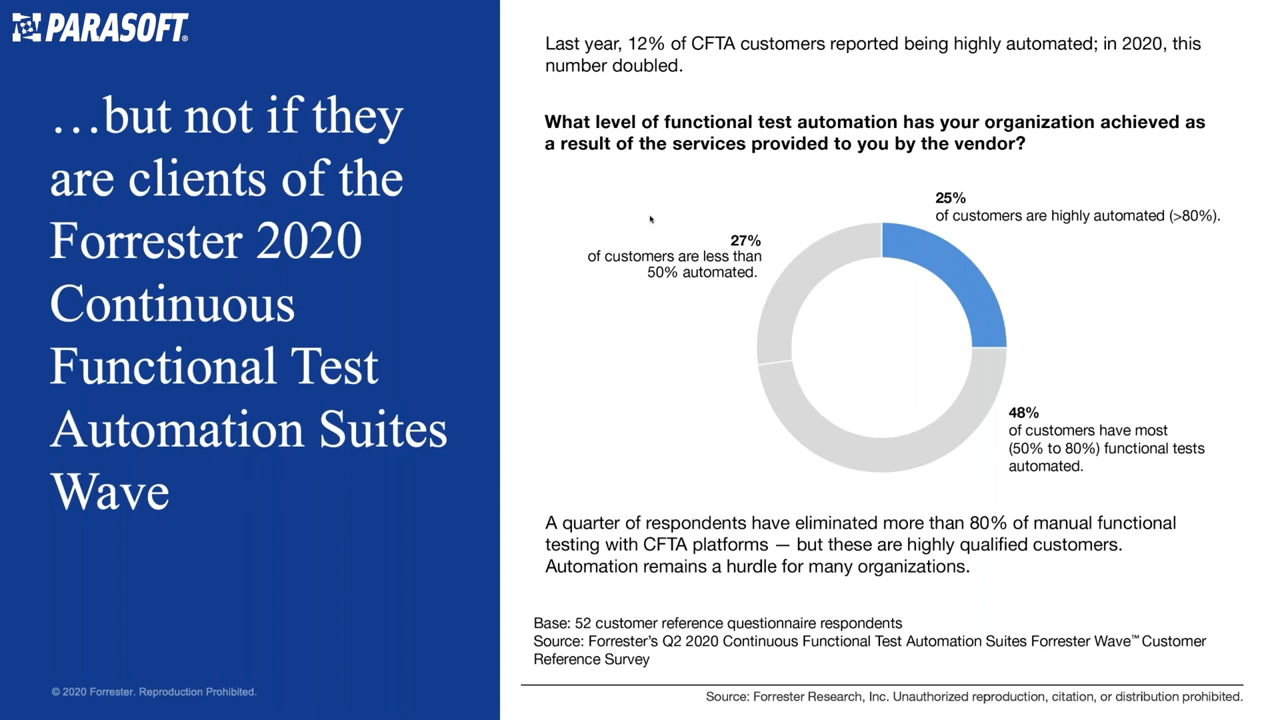 PARASOFT®
…but not if they
are clients of the
Forrester 2020
Continuous
Functional Test
Automation Suites
Wave
© 2020 Forrester. Reproduction Prohibited.
Last year, 12% of CFTA customers reported being highly automated; in 2020, this
number doubled.
What level of functional test automation has your organization achieved as
a result of the services provided to you by the vendor?
25%
of customers are highly automated (>80%).
27%
of customers are less than
50% automated.
48%
of customers have most
(50% to 80%) functional tests
automated.
A quarter of respondents have eliminated more than 80% of manual functional
testing with CFTA platforms — but these are highly qualified customers.
Automation remains a hurdle for many organizations.
Base: 52 customer reference questionnaire respondents
Source: Forrester’s Q2 2020 Continuous Functional Test Automation Suites Forrester Wave™ Customer
Reference Survey
Source: Forrester Research, Inc. Unauthorized reproduction, citation, or distribution prohibited.